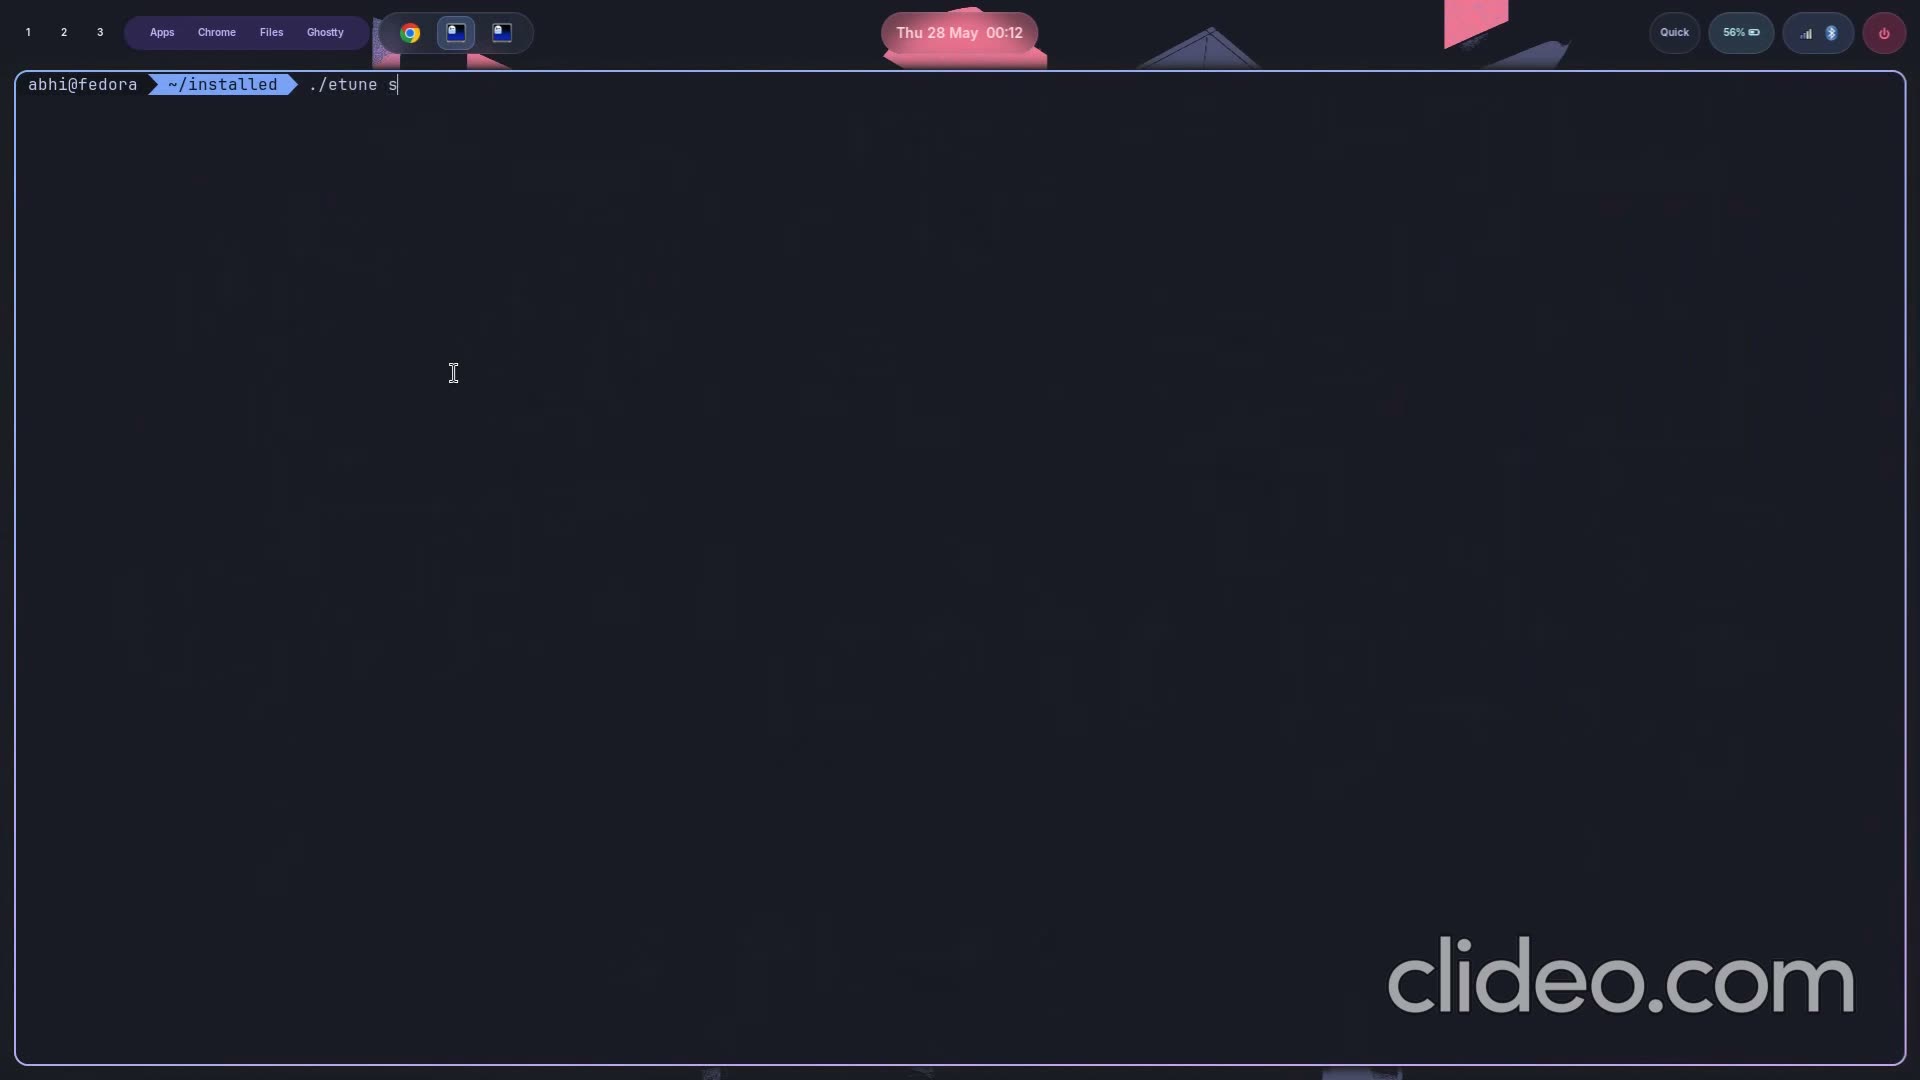 1 2 3 Apps Chrome Files Ghostty Thu 28 May 00:12 Quick 56%
abhi@fedora ~/installed ./etune s
clideo.com